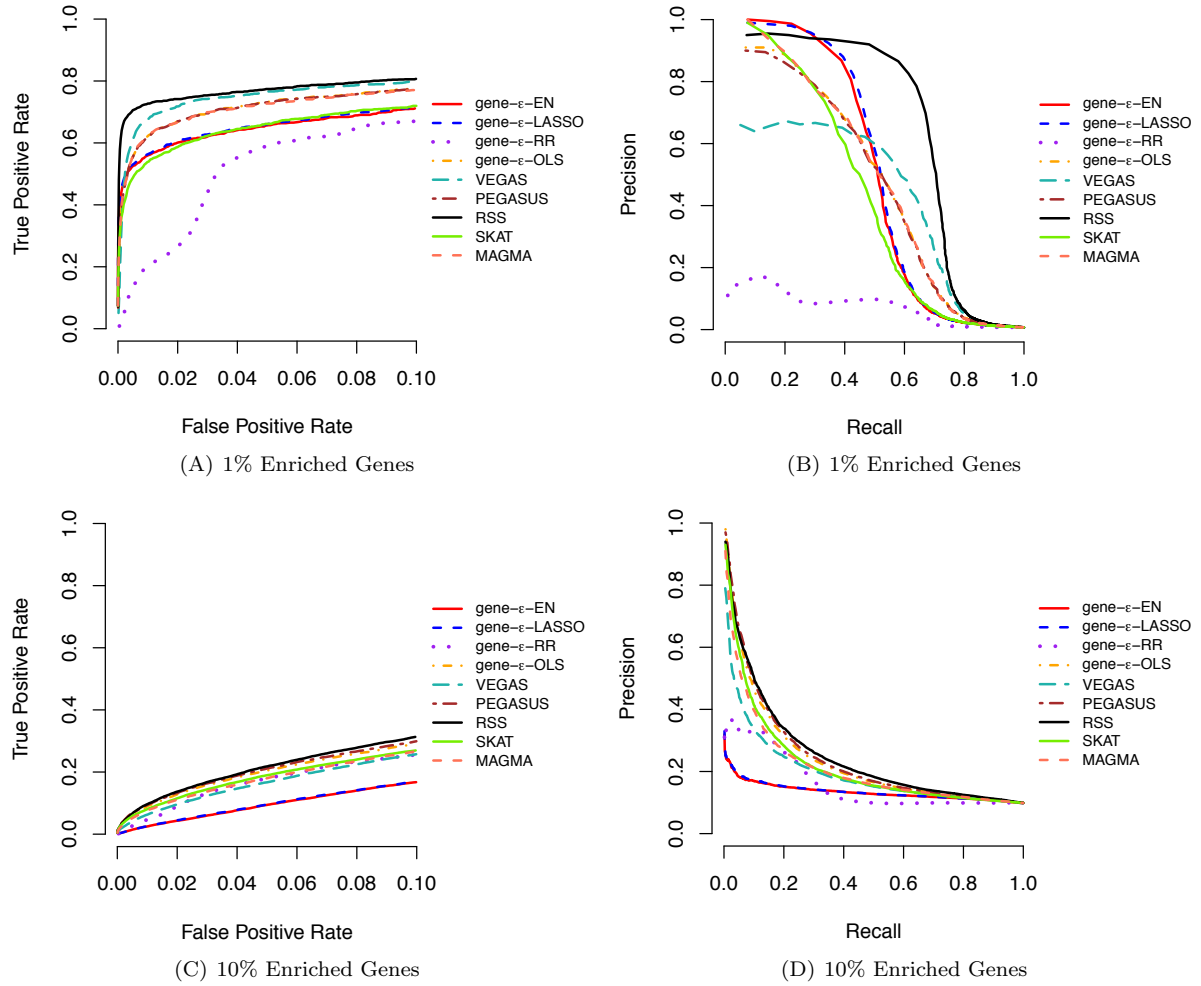 True Positive Rate
1.0
0.8
0.6
0.4
0.2
0.0
0.00 0.02 0.04 0.06 0.08 0.10
False Positive Rate
gene-ε-EN
gene-ε-LASSO
gene-ε-RR
gene-ε-OLS
VEGAS
PEGASUS
RSS
SKAT
MAGMA
(A) 1% Enriched Genes
Precision
1.0
0.8
0.6
0.4
0.2
0.0
0.0 0.2 0.4 0.6 0.8 1.0
Recall
gene-ε-EN
gene-ε-LASSO
gene-ε-RR
gene-ε-OLS
VEGAS
PEGASUS
RSS
SKAT
MAGMA
(B) 1% Enriched Genes
True Positive Rate
1.0
0.8
0.6
0.4
0.2
0.0
0.00 0.02 0.04 0.06 0.08 0.10
False Positive Rate
gene-ε-EN
gene-ε-LASSO
gene-ε-RR
gene-ε-OLS
VEGAS
PEGASUS
RSS
SKAT
MAGMA
(C) 10% Enriched Genes
Precision
1.0
0.8
0.6
0.4
0.2
0.0
0.0 0.2 0.4 0.6 0.8 1.0
Recall
gene-ε-EN
gene-ε-LASSO
gene-ε-RR
gene-ε-OLS
VEGAS
PEGASUS
RSS
SKAT
MAGMA
(D) 10% Enriched Genes